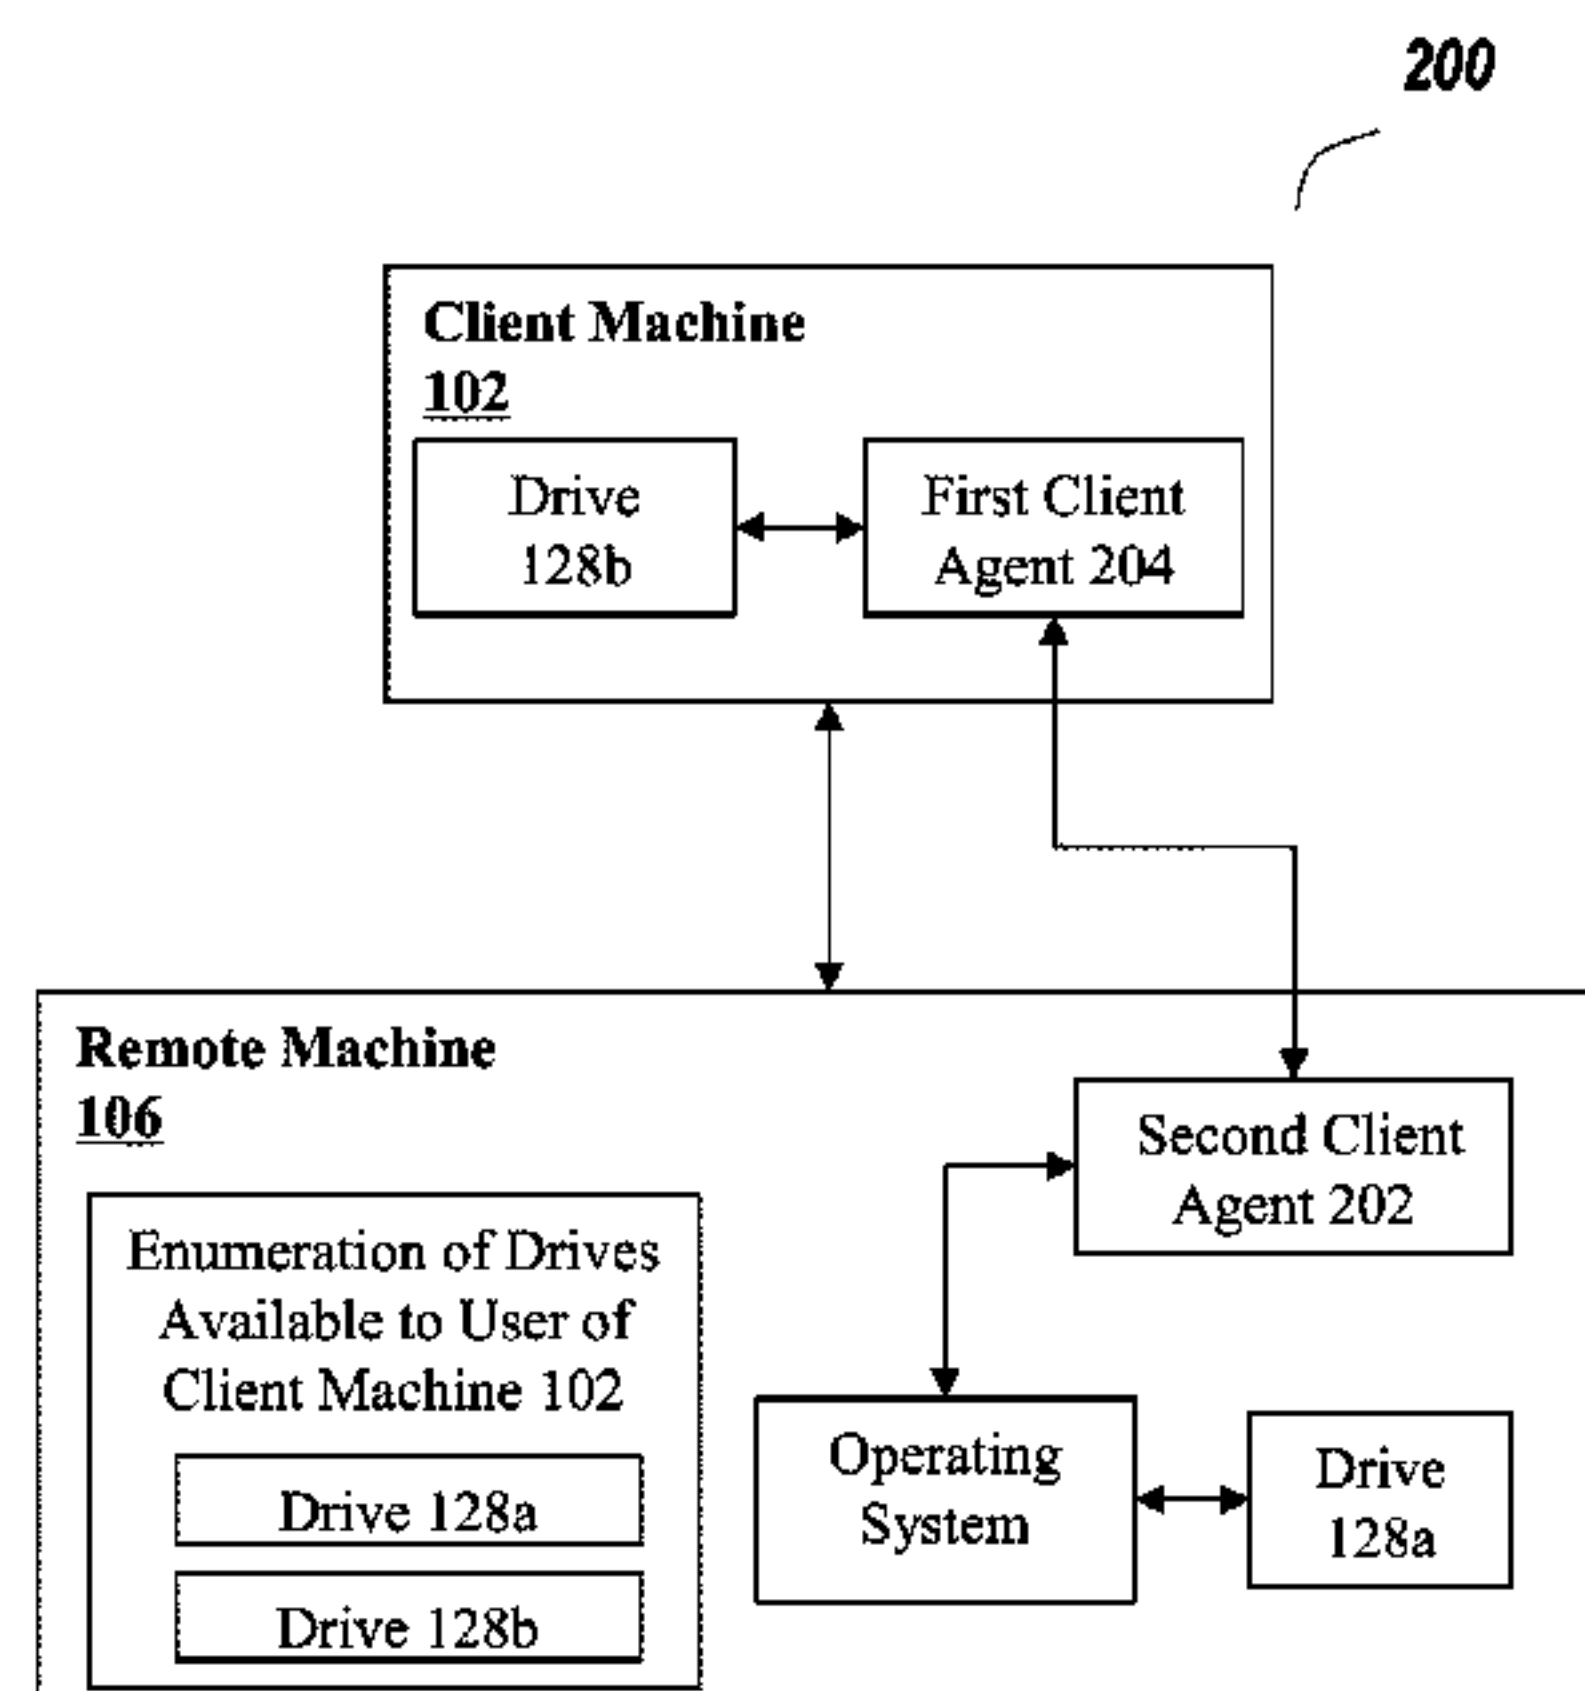 200
Client Machine
102
Drive
128b
First Client
Agent 204
Remote Machine
106
Second Client
Agent 202
Enumeration of Drives
Available to User of
Client Machine 102
Drive 128a
Drive 128b
Operating
System
Drive
128a